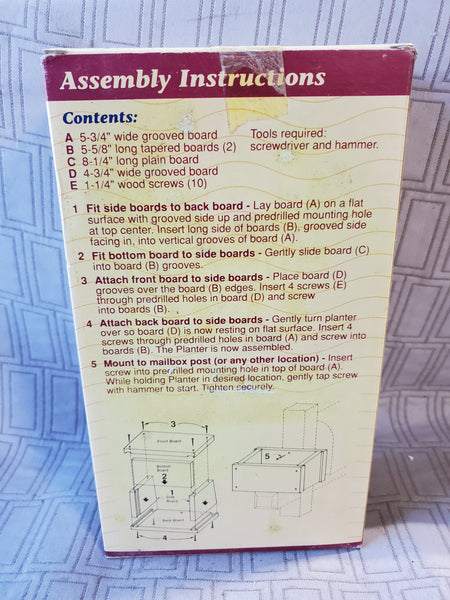 Assembly Instructions
Contents:
A 5-3/4" wide grooved board
B 5-5/8" long tapered boards (2)
C 8-1/4" long plain board
D 4-3/4" wide grooved board
E 1-1/4" wood screws (10)
Tools required:
screwdriver and hammer.
1 Fit side boards to back board - Lay board (A) on a flat
surface with grooved side up and predrilled mounting hole
at top center. Insert long side of boards (B), grooved side
facing in, into vertical grooves of board (A).
2 Fit bottom board to side boards - Gently slide board (C)
into board (B) grooves.
3 Attach front board to side boards - Place board (D)
grooves over the board (B) edges. Insert 4 screws (E)
through predrilled holes in board (D) and screw
into boards (B).
4 Attach back board to side boards - Gently turn planter
over so board (D) is now resting on flat surface. Insert 4
screws through predrilled holes in board (A) and screw into
boards (B). The Planter is now assembled.
5 Mount to mailbox post (or any other location) - Insert
screw into predrilled mounting hole in top of board (A).
While holding Planter in desired location, gently tap screw
with hammer to start. Tighten securely.
3
Front Board
Bottom
Board
2
1
Side
Board
Back Board
4
5